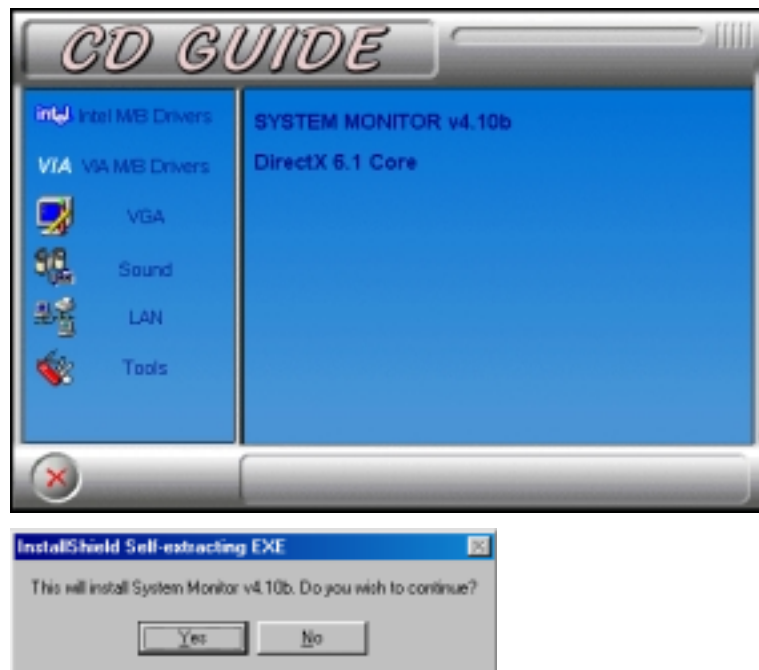 CD GUIDE
intel Intel M/B Drivers
VIA VIA M/B Drivers
VGA
Sound
LAN
Tools
SYSTEM MONITOR v4.10b
DirectX 6.1 Core
InstallShield Self-extracting EXE
This will install System Monitor v4.10b. Do you wish to continue?
Yes
No